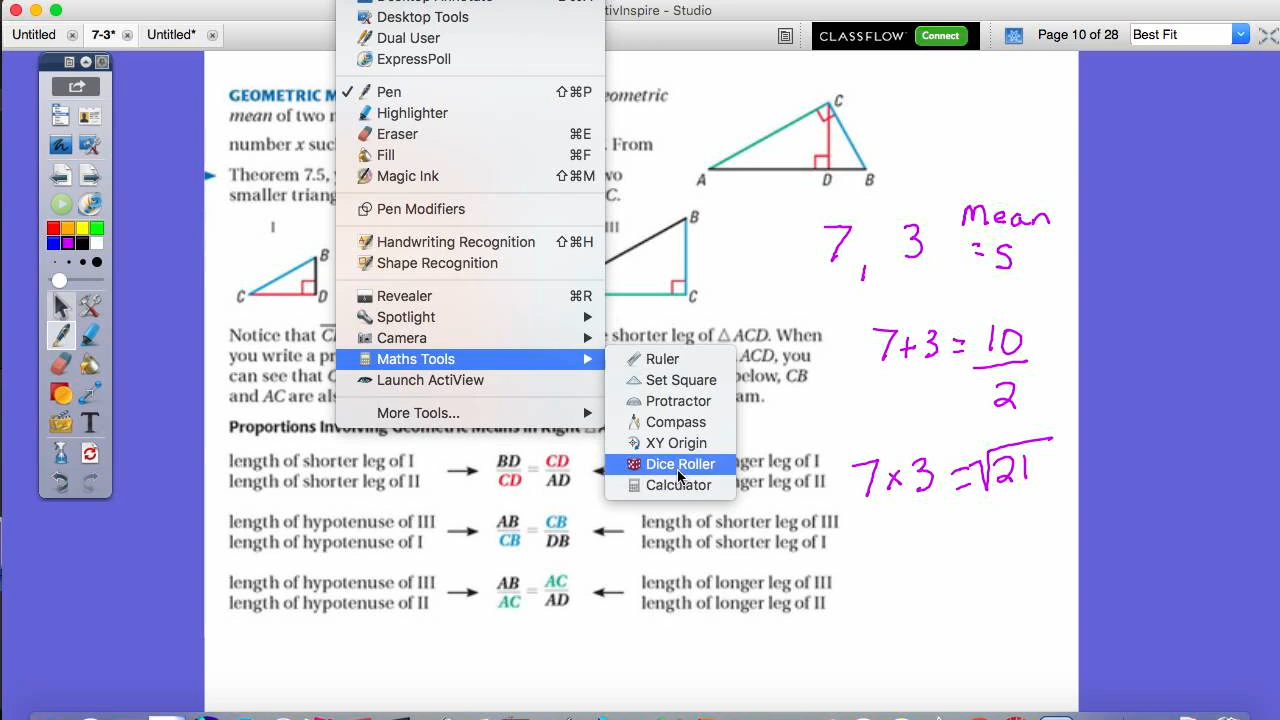 tivInspire - Studio
Untitled
7-3*
Untitled*
CLASSFLOW
Connect
Page 10 of 28
Best Fit
Desktop Tools
Dual User
ExpressPoll
Pen ⇧⌘P
Highlighter
Eraser ⌘E
Fill ⌘F
Magic Ink ⇧⌘M
Pen Modifiers
Handwriting Recognition ⇧⌘H
Shape Recognition
Revealer ⌘R
Spotlight
Camera
Maths Tools
Launch ActiView
More Tools...
Ruler
Set Square
Protractor
Compass
XY Origin
Dice Roller
Calculator
GEOMETRIC M
eometric
mean of two
number x suc
. From
Theorem 7.5,
wo
smaller triang
C.
I
III
C B D
B C
A D B C
Notice that
shorter leg of △ACD. When
you write a pr
ACD, you
can see that C
below, CB
and AC are als
am.
Proportions Involving Geometric Means in Right
length of shorter leg of I → BD/CD = CD/AD ← nger leg of I
length of shorter leg of II
nger leg of II
length of hypotenuse of III → AB/CB = CB/DB ← length of shorter leg of III
length of hypotenuse of I
length of shorter leg of I
length of hypotenuse of III → AB/AC = AC/AD ← length of longer leg of III
length of hypotenuse of II
length of longer leg of II
7, 3 Mean
= 5
7+3 = 10
2
7×3 = √21